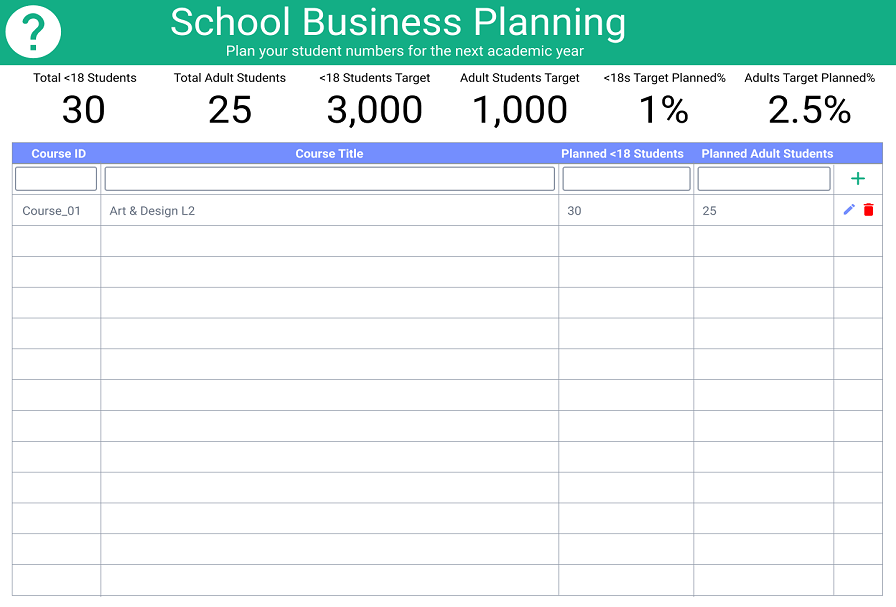 ?
School Business Planning
Plan your student numbers for the next academic year
Total <18 Students Total Adult Students <18 Students Target Adult Students Target <18s Target Planned% Adults Target Planned%
30 25 3,000 1,000 1% 2.5%
Course ID Course Title Planned <18 Students Planned Adult Students
+
Course_01 Art & Design L2 30 25